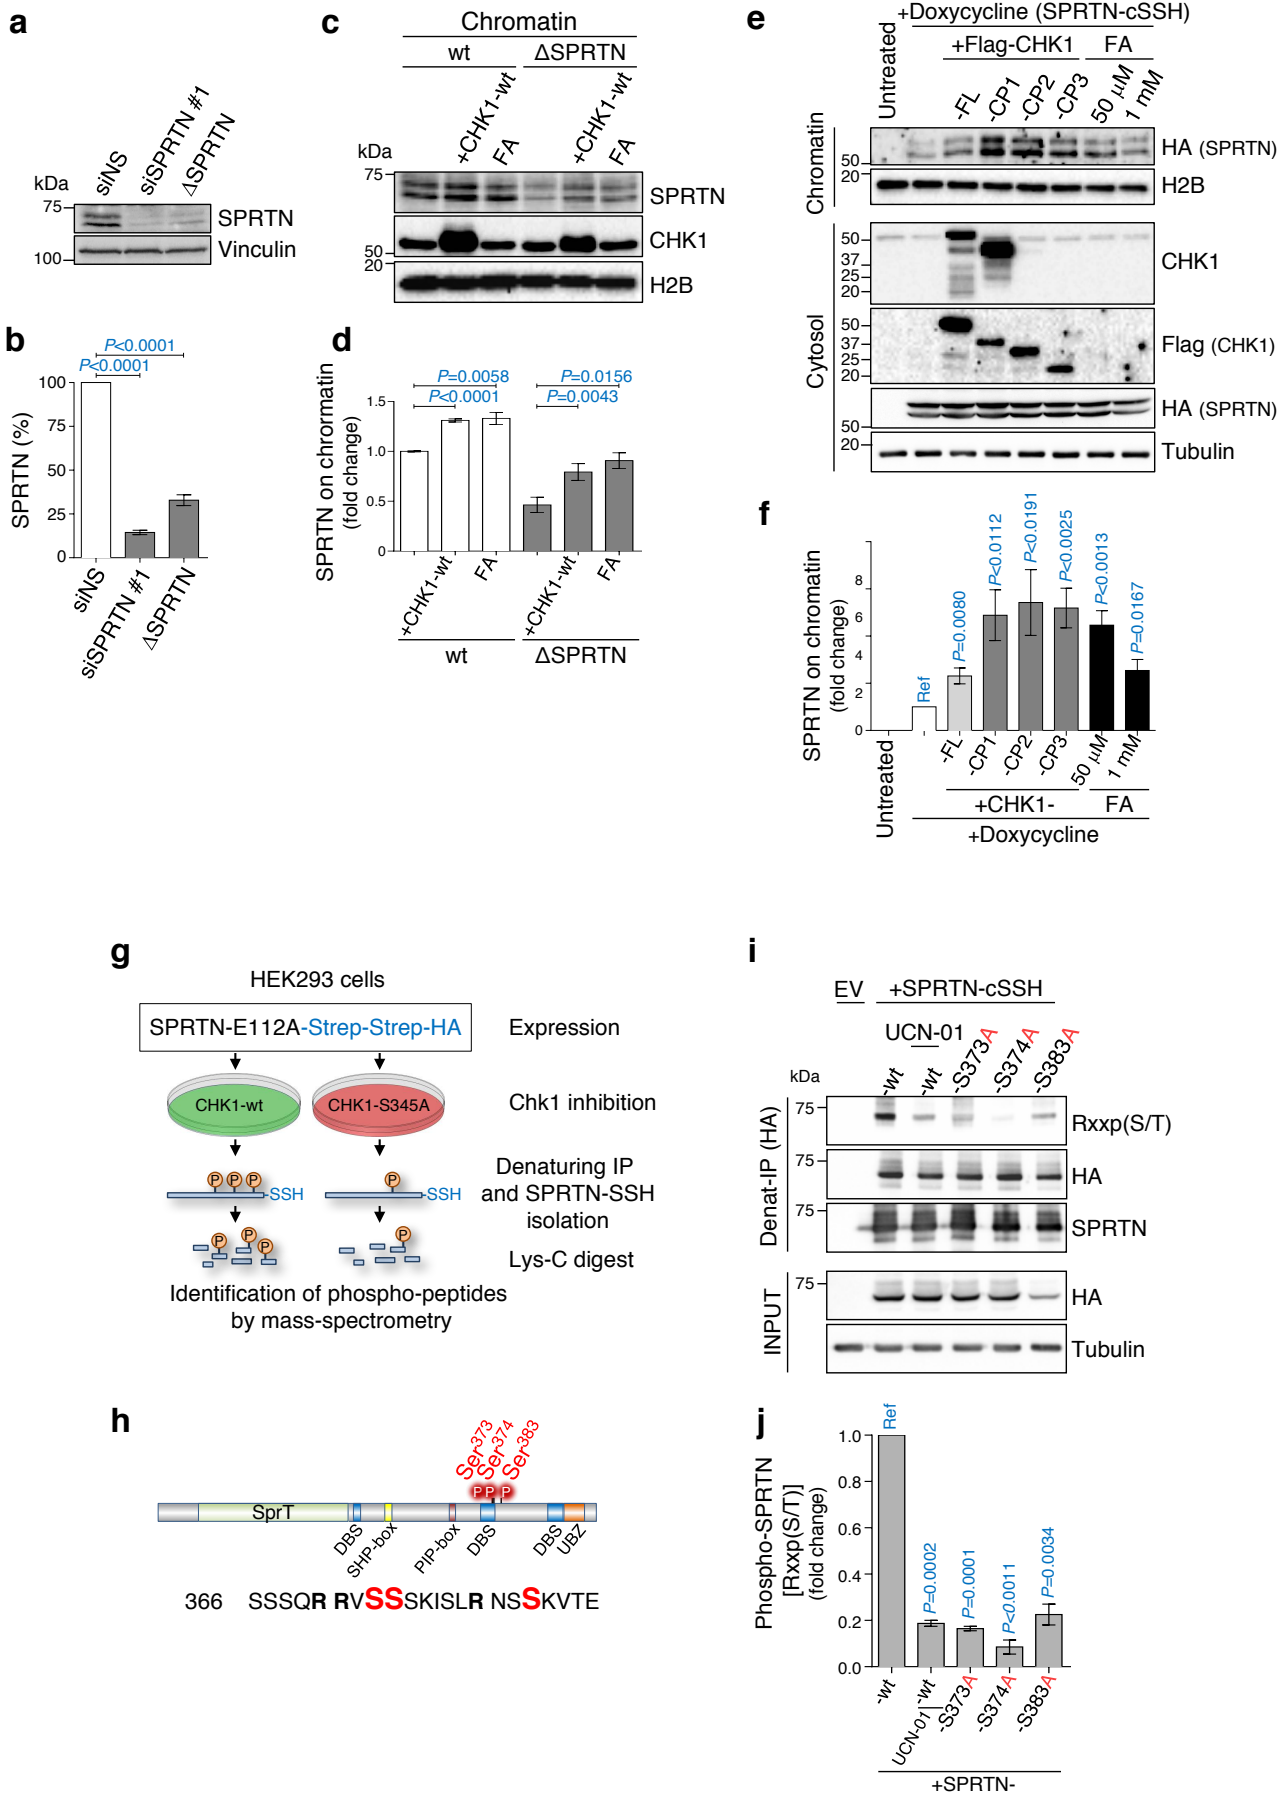 a
siNS
siSPRTN #1
ΔSPRTN
kDa
75
SPRTN
100
Vinculin
b
P<0.0001
P<0.0001
SPRTN (%)
100
75
50
25
0
siNS
siSPRTN #1
ΔSPRTN
c
Chromatin
wt
ΔSPRTN
+CHK1-wt
FA
+CHK1-wt
FA
kDa
75
SPRTN
50
CHK1
20
H2B
d
P=0.0058
P<0.0001
P=0.0156
P=0.0043
SPRTN on chromatin
(fold change)
1.5
1.0
0.5
0
+CHK1-wt
FA
+CHK1-wt
FA
wt
ΔSPRTN
e
+Doxycycline (SPRTN-cSSH)
Untreated
+Flag-CHK1
FA
-FL
-CP1
-CP2
-CP3
50 μM
1 mM
Chromatin
50
HA (SPRTN)
20
H2B
Cytosol
50
37
25
20
CHK1
50
37
25
20
Flag (CHK1)
50
HA (SPRTN)
20
Tubulin
f
SPRTN on chromatin
(fold change)
8
6
4
2
0
Ref
P=0.0080
P<0.0112
P<0.0191
P<0.0025
P<0.0013
P=0.0167
Untreated
-FL
-CP1
-CP2
-CP3
50 μM
1 mM
+CHK1-
FA
+Doxycycline
g
HEK293 cells
SPRTN-E112A-Strep-Strep-HA
Expression
CHK1-wt
CHK1-S345A
Chk1 inhibition
P P P
P
-SSH
-SSH
Denaturing IP
and SPRTN-SSH
isolation
P P P
P
Lys-C digest
Identification of phospho-peptides
by mass-spectrometry
h
Ser373
Ser374
Ser383
P P P
SprT
DBS
SHP-box
PIP-box
DBS
DBS
UBZ
366 SSSQR RVSSSKISLR NSSKVTE
i
EV
+SPRTN-cSSH
UCN-01
-wt
-wt
-S373A
-S374A
-S383A
kDa
Denat-IP (HA)
75
Rxxp(S/T)
75
HA
75
SPRTN
INPUT
75
HA
Tubulin
j
Phospho-SPRTN
[Rxxp(S/T)]
(fold change)
1.0
0.8
0.6
0.4
0.2
0.0
Ref
P=0.0002
P=0.0001
P<0.0011
P=0.0034
-wt
-wt
UCN-01
-S373A
-S374A
-S383A
+SPRTN-